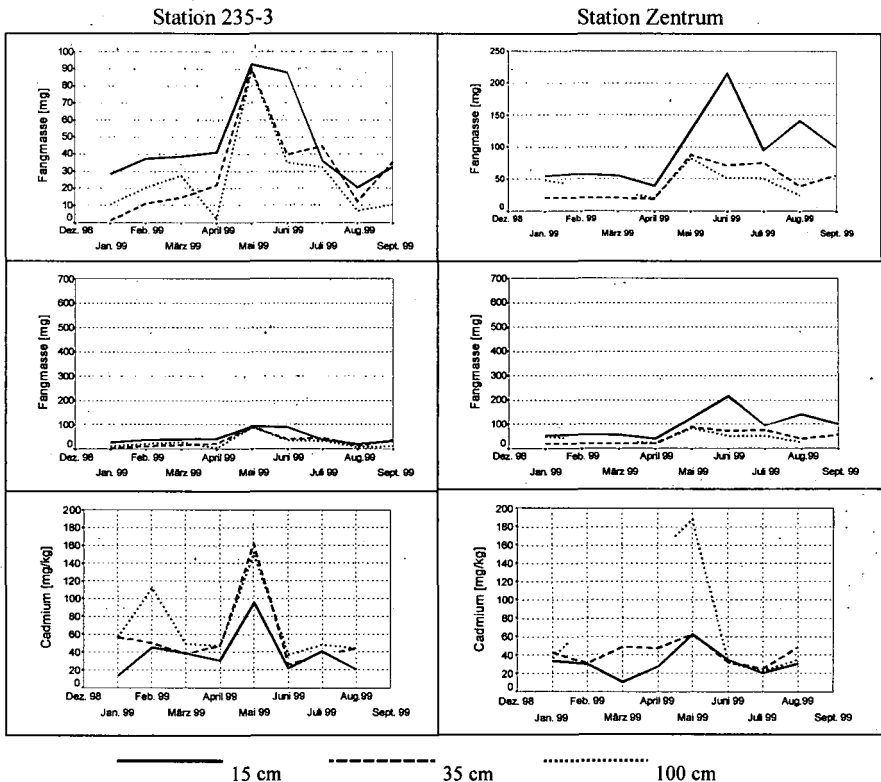 Station 235-3
Station Zentrum
Fangmasse [mg]
100
90
80
70
60
50
40
30
20
10
0
Dez. 98
Feb. 99
April 99
Juni 99
Aug. 99
Jan. 99
März 99
Mai 99
Juli 99
Sept. 99
Fangmasse [mg]
250
200
150
100
50
0
Dez. 98
Feb. 99
April 99
Juni 99
Aug. 99
Jan. 99
März 99
Mai 99
Juli 99
Sept. 99
Fangmasse [mg]
700
600
500
400
300
200
100
0
Dez. 98
Feb. 99
April 99
Juni 99
Aug. 99
Jan. 99
März 99
Mai 99
Juli 99
Sept. 99
Fangmasse [mg]
700
600
500
400
300
200
100
0
Dez. 98
Feb. 99
April 99
Juni 99
Aug. 99
Jan. 99
März 99
Mai 99
Juli 99
Sept. 99
Cadmium [mg/kg]
200
180
160
140
120
100
80
60
40
20
0
Dez. 98
Feb. 99
April 99
Juni 99
Aug. 99
Jan. 99
März 99
Mai 99
Juli 99
Sept. 99
Cadmium [mg/kg]
200
180
160
140
120
100
80
60
40
20
0
Dez. 98
Feb. 99
April 99
Juni 99
Aug. 99
Jan. 99
März 99
Mai 99
Juli 99
Sept. 99
15 cm
35 cm
100 cm